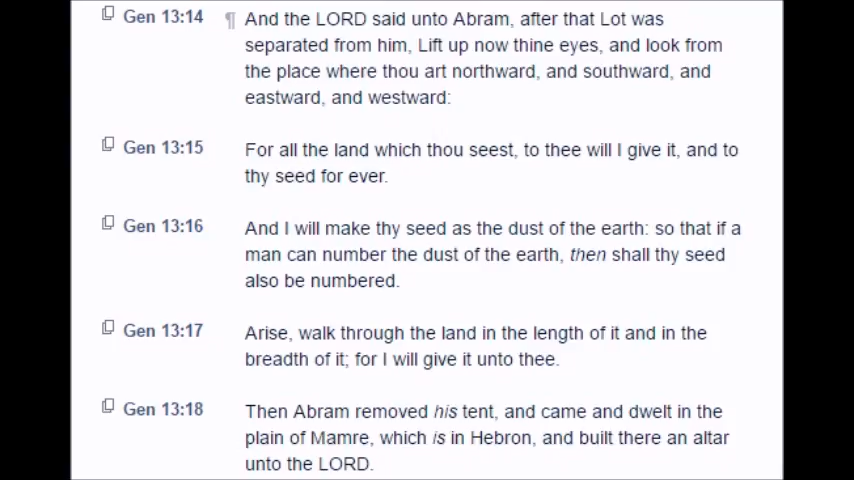 Gen 13:14 ¶ And the LORD said unto Abram, after that Lot was
separated from him, Lift up now thine eyes, and look from
the place where thou art northward, and southward, and
eastward, and westward:
Gen 13:15 For all the land which thou seest, to thee will I give it, and to
thy seed for ever.
Gen 13:16 And I will make thy seed as the dust of the earth: so that if a
man can number the dust of the earth, then shall thy seed
also be numbered.
Gen 13:17 Arise, walk through the land in the length of it and in the
breadth of it; for I will give it unto thee.
Gen 13:18 Then Abram removed his tent, and came and dwelt in the
plain of Mamre, which is in Hebron, and built there an altar
unto the LORD.